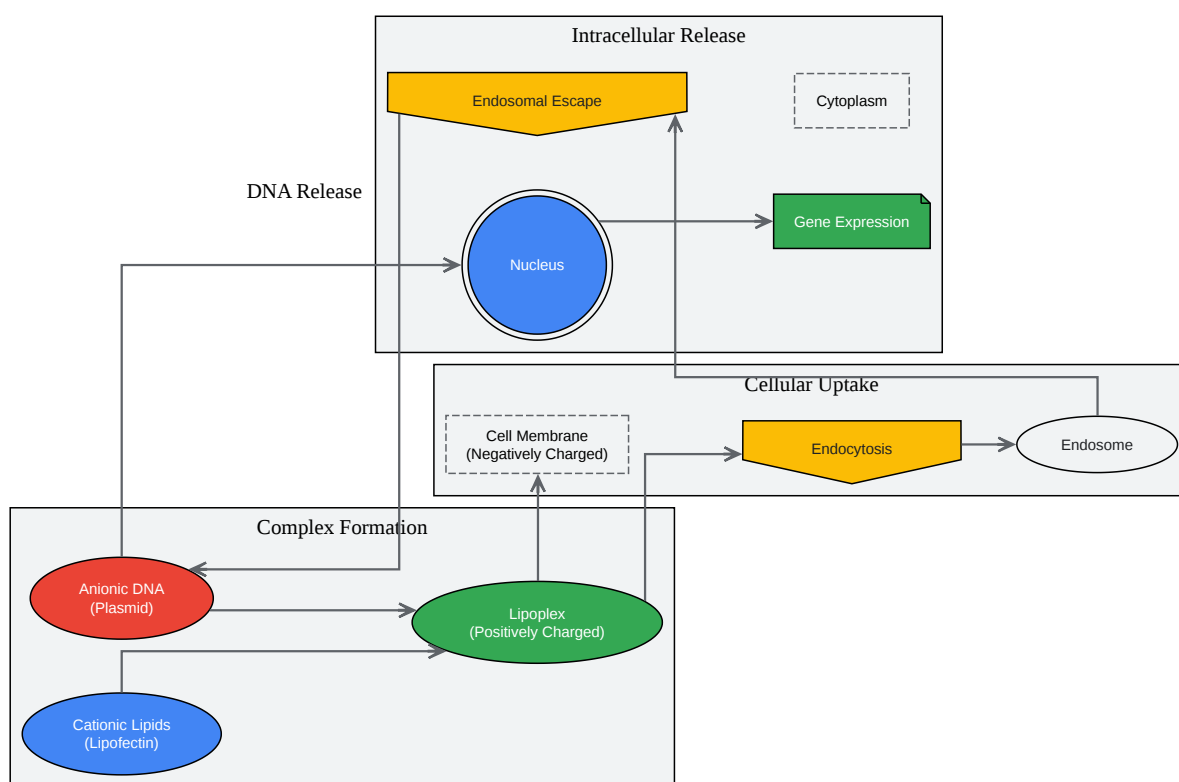 Intracellular Release
Endosomal Escape
Cytoplasm
DNA Release
Gene Expression
Nucleus
Cellular Uptake
Cell Membrane
(Negatively Charged)
Endocytosis
Endosome
Complex Formation
Anionic DNA
(Plasmid)
Lipoplex
(Positively Charged)
Cationic Lipids
(Lipofectin)